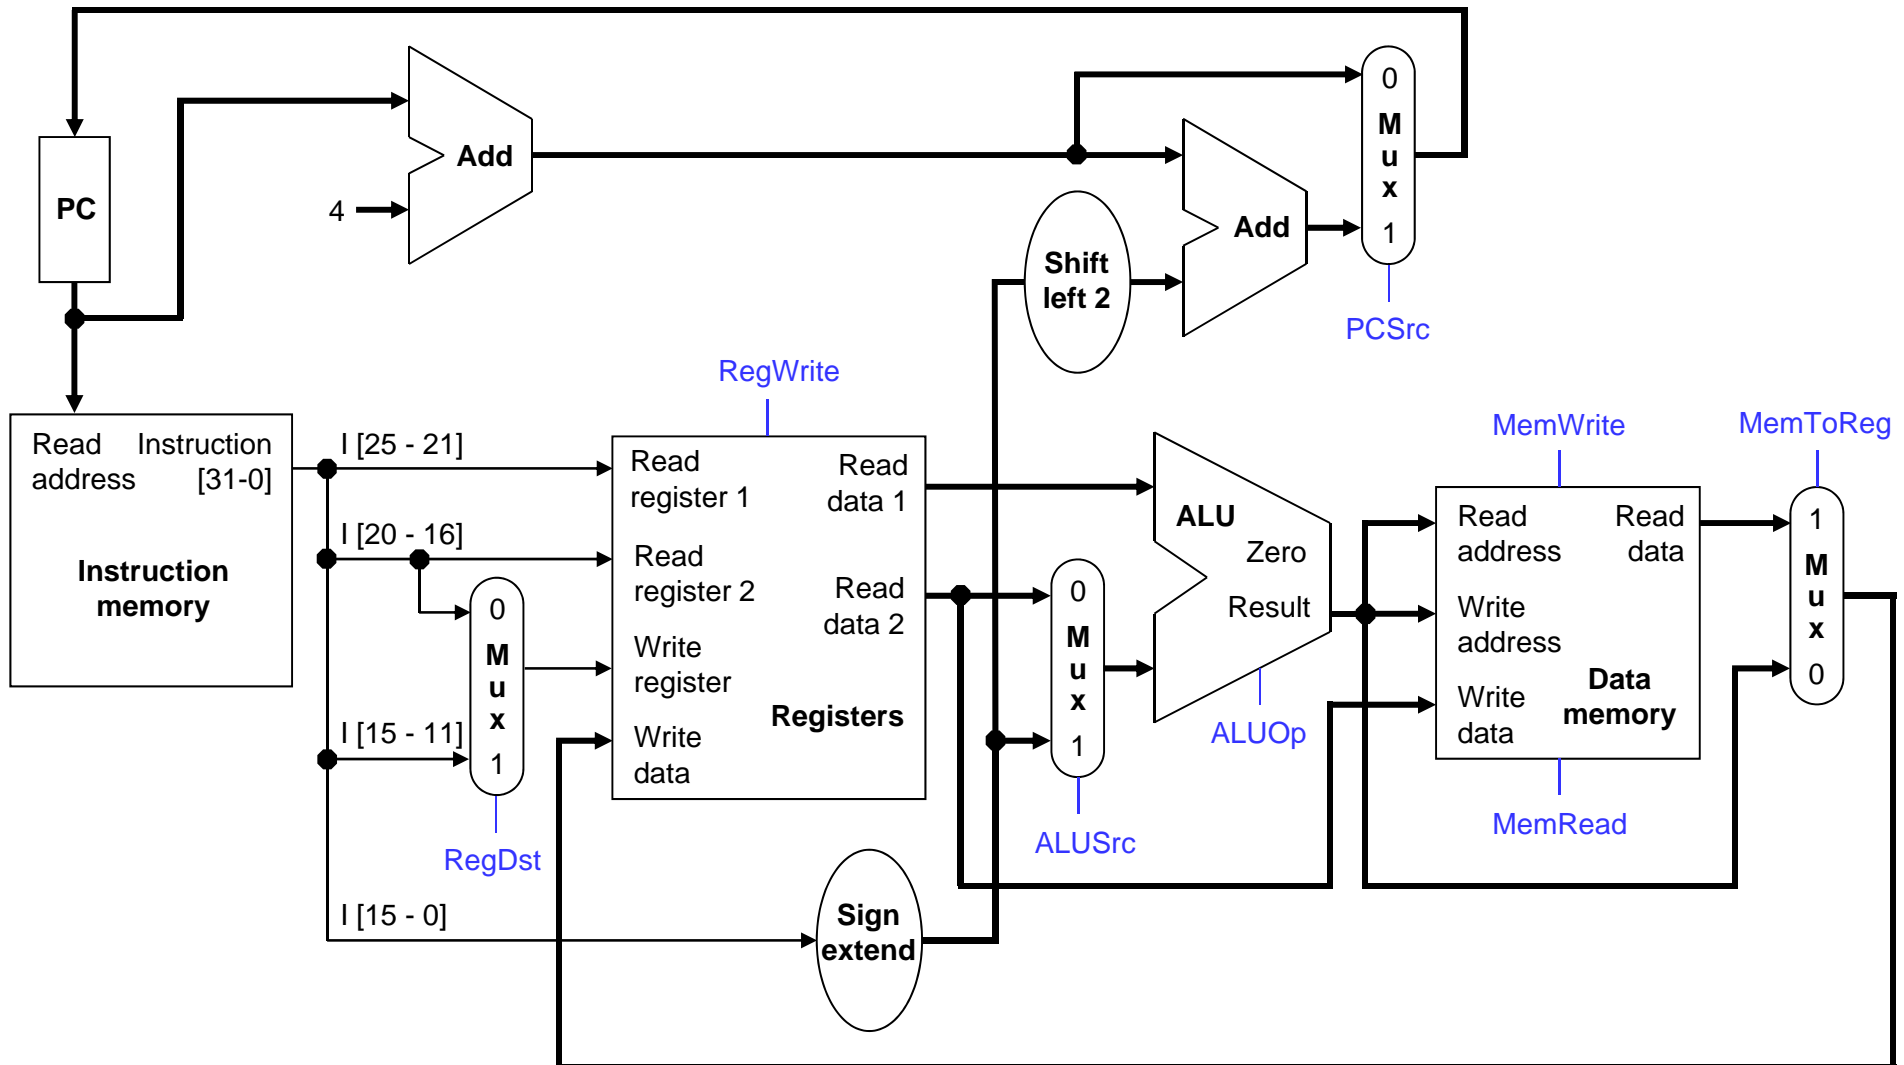 PC
Add
4
Shift
left 2
Add
0
M
u
x
1
PCSrc
RegWrite
Read
address
Instruction
[31-0]
Instruction
memory
I [25 - 21]
I [20 - 16]
I [15 - 11]
I [15 - 0]
0
M
u
x
1
RegDst
Read
register 1
Read
register 2
Write
register
Write
data
Read
data 1
Read
data 2
Registers
Sign
extend
0
M
u
x
1
ALUSrc
ALU
Zero
Result
ALUOp
MemWrite
Read
address
Write
address
Write
data
Read
data
Data
memory
MemRead
MemToReg
1
M
u
x
0